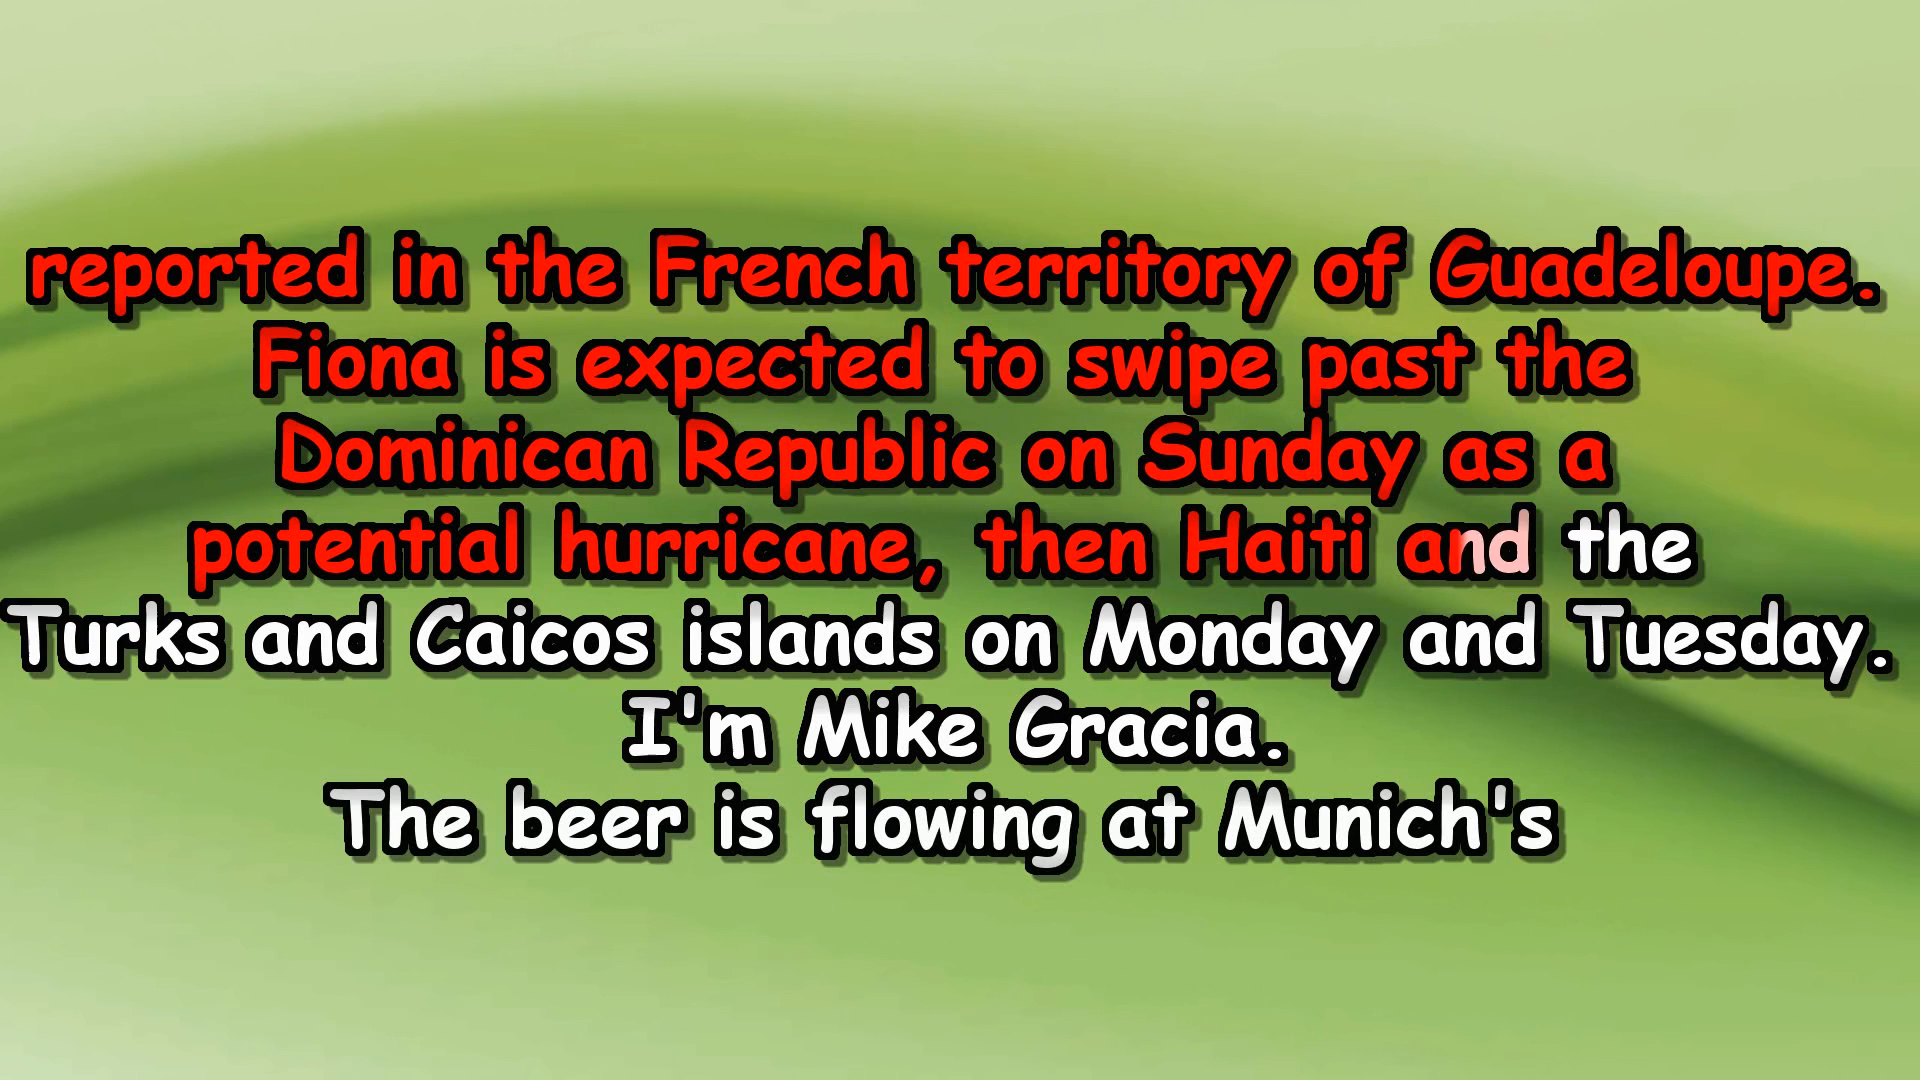 reported in the French territory of Guadeloupe.
Fiona is expected to swipe past the
Dominican Republic on Sunday as a
potential hurricane, then Haiti and the
Turks and Caicos islands on Monday and Tuesday.
I'm Mike Gracia.
The beer is flowing at Munich's